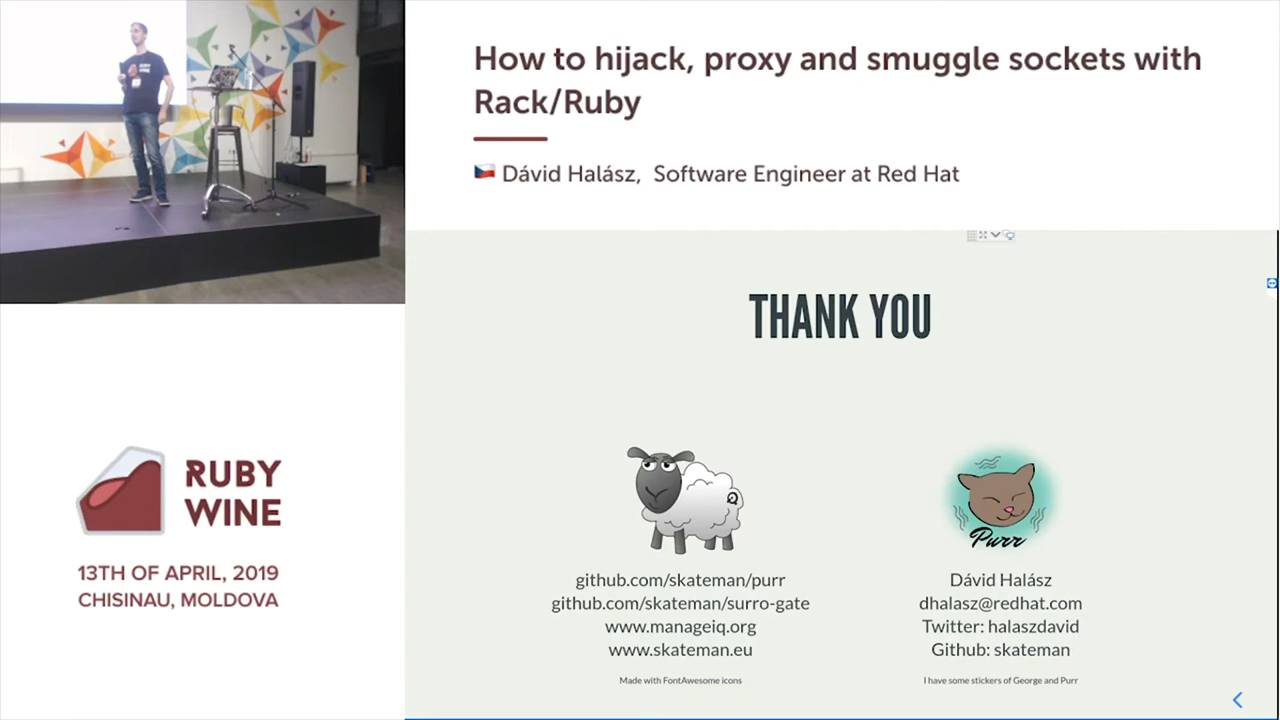 How to hijack, proxy and smuggle sockets with
Rack/Ruby
Dávid Halász, Software Engineer at Red Hat
THANK YOU
Purr
github.com/skateman/purr
github.com/skateman/surro-gate
www.manageiq.org
www.skateman.eu
Made with FontAwesome icons
Dávid Halász
dhalasz@redhat.com
Twitter: halaszdavid
Github: skateman
I have some stickers of George and Purr
RUBY
WINE
13TH OF APRIL, 2019
CHISINAU, MOLDOVA
RUBY
WINE